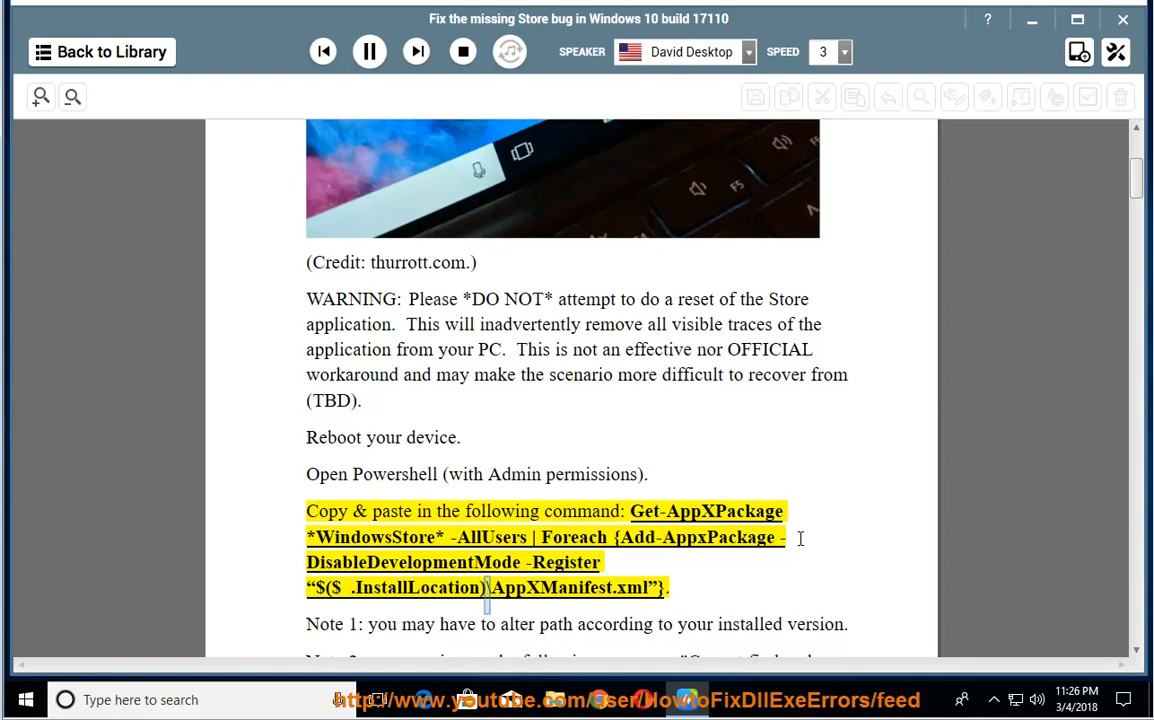 Fix the missing Store bug in Windows 10 build 17110
?
Back to Library
SPEAKER David Desktop SPEED 3
F6
F5
(Credit: thurrott.com.)
WARNING: Please *DO NOT* attempt to do a reset of the Store
application. This will inadvertently remove all visible traces of the
application from your PC. This is not an effective nor OFFICIAL
workaround and may make the scenario more difficult to recover from
(TBD).
Reboot your device.
Open Powershell (with Admin permissions).
Copy & paste in the following command: Get-AppXPackage
*WindowsStore* -AllUsers | Foreach {Add-AppxPackage -
DisableDevelopmentMode -Register
“$($_.InstallLocation)\AppXManifest.xml”}.
Note 1: you may have to alter path according to your installed version.
Type here to search
http://www.youtube.com/user/HowtoFixDllExeErrors/feed
11:26 PM
3/4/2018